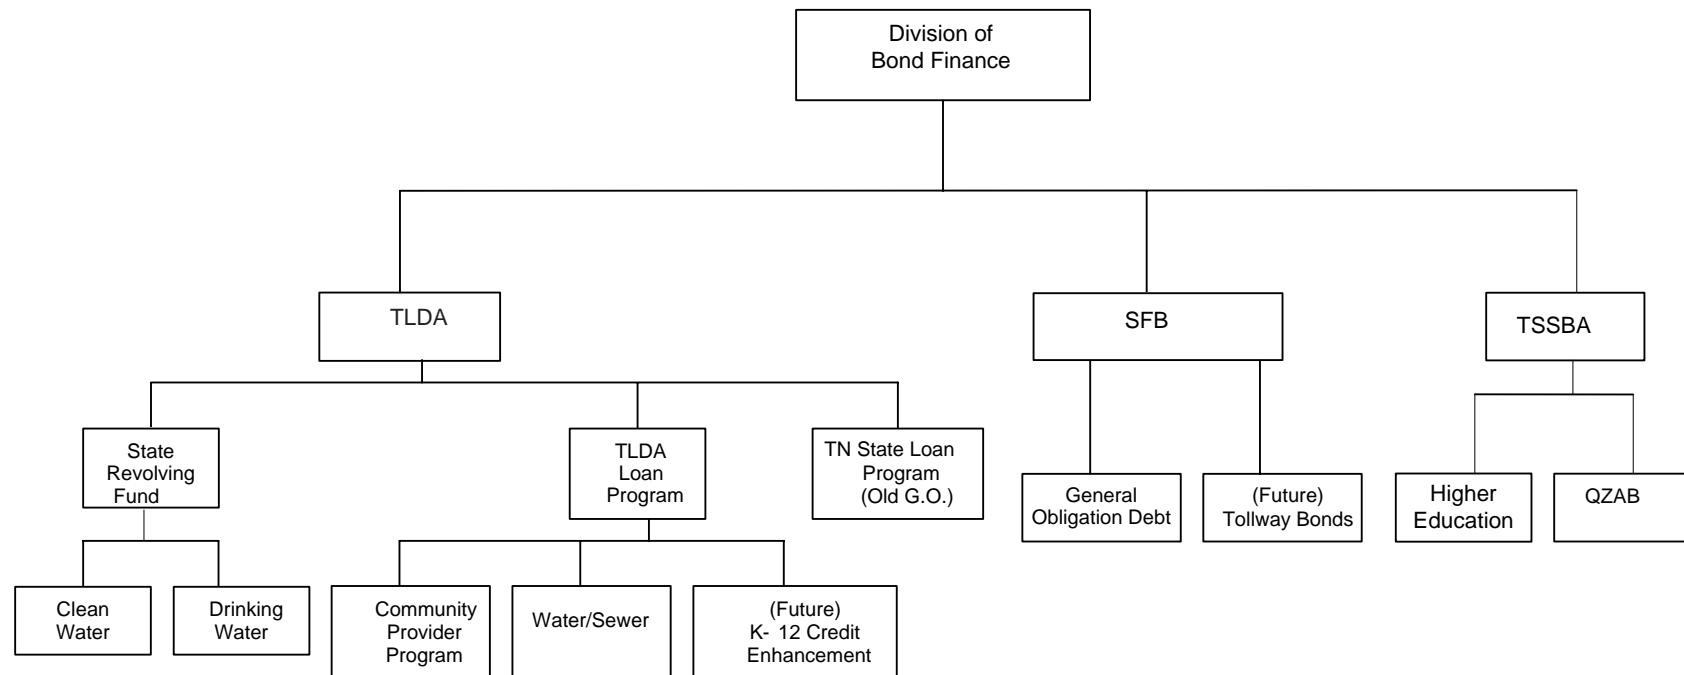 Division of
Bond Finance
TLDA
SFB
TSSBA
State
Revolving
Fund
TLDA
Loan
Program
TN State Loan
Program
(Old G.O.)
General
Obligation Debt
(Future)
Tollway Bonds
Higher
Education
QZAB
Clean
Water
Drinking
Water
Community
Provider
Program
Water/Sewer
(Future)
K- 12 Credit
Enhancement